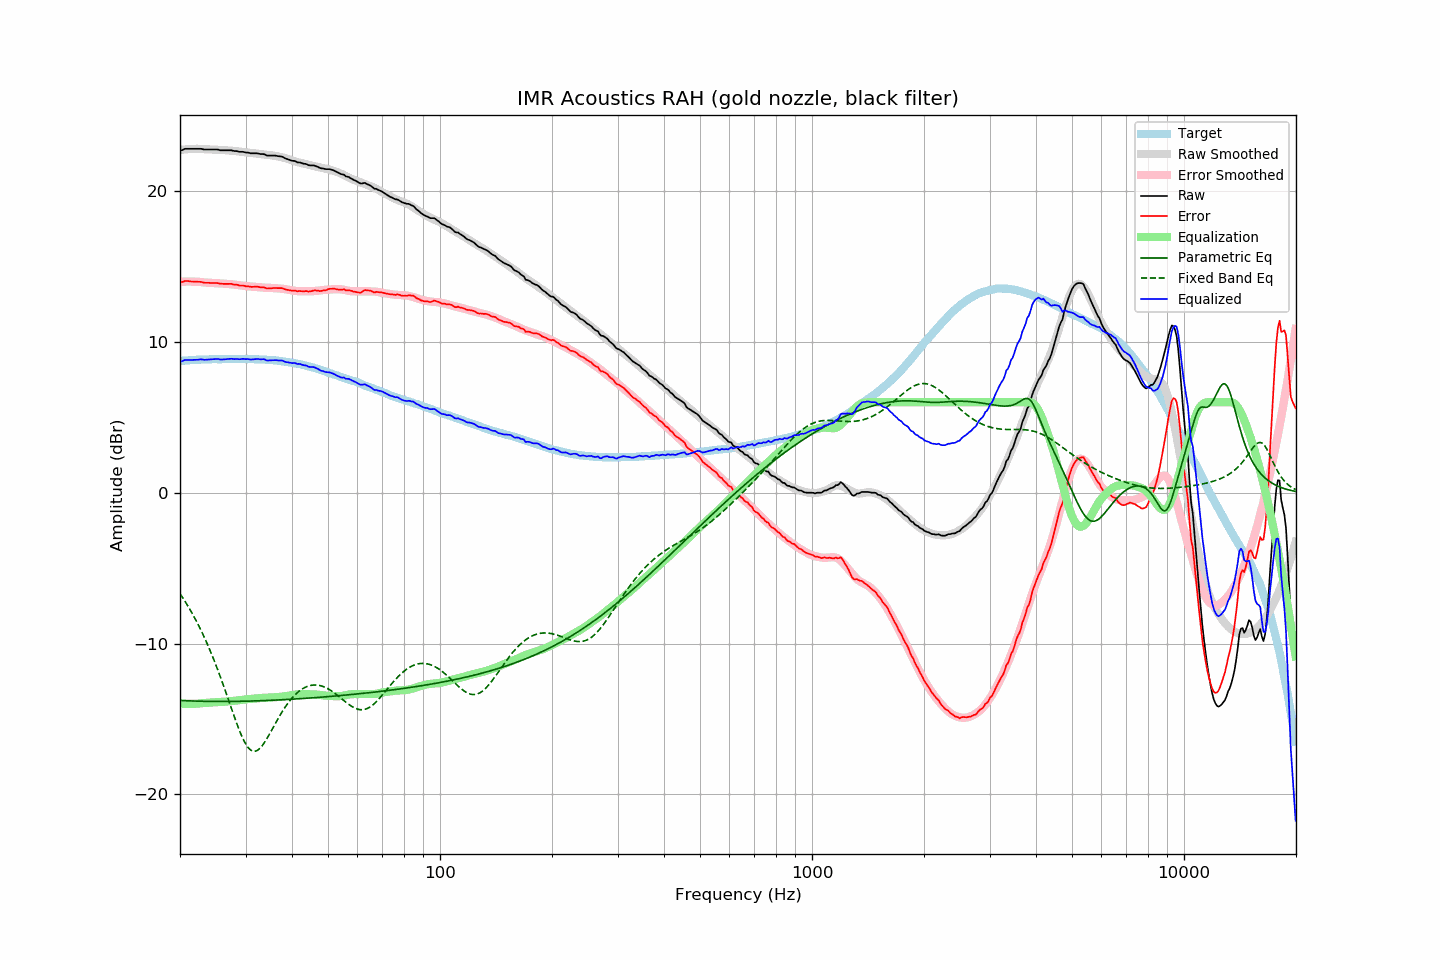 IMR Acoustics RAH (gold nozzle, black filter)
Target
Raw Smoothed
Error Smoothed
Raw
Error
Equalization
Parametric Eq
Fixed Band Eq
Equalized
20
10
0
−10
−20
Amplitude (dBr)
100
1000
10000
Frequency (Hz)